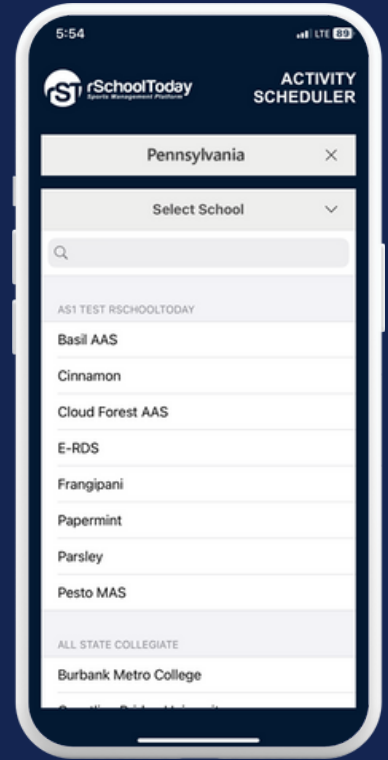 5:54
LTE 89
rST rSchoolToday
Sports Management Platform
ACTIVITY
SCHEDULER
Pennsylvania
Select School
AS1 TEST RSCHOOLTODAY
Basil AAS
Cinnamon
Cloud Forest AAS
E-RDS
Frangipani
Papermint
Parsley
Pesto MAS
ALL STATE COLLEGIATE
Burbank Metro College